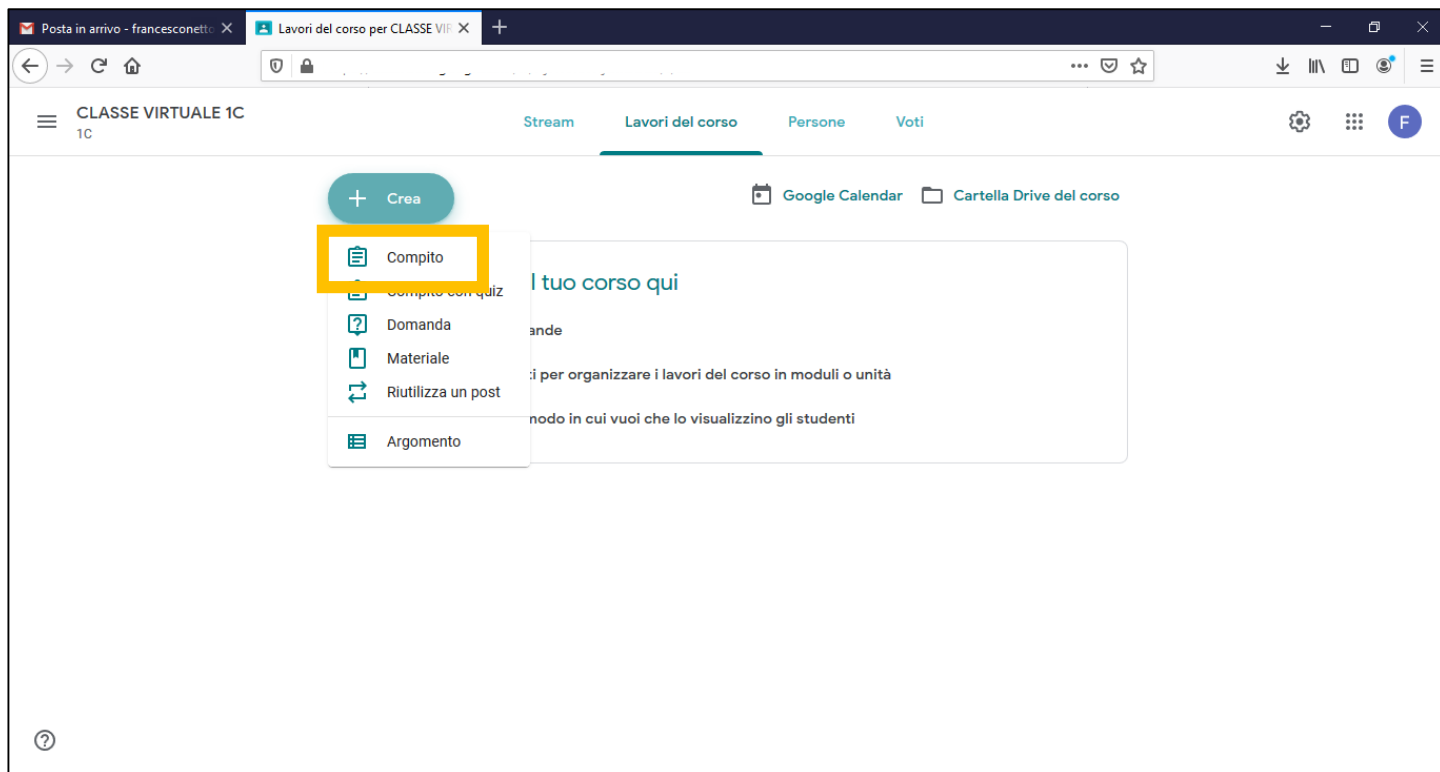 Posta in arrivo - francesconetto
Lavori del corso per CLASSE VIR
CLASSE VIRTUALE 1C
1C
Stream
Lavori del corso
Persone
Voti
F
Crea
Google Calendar
Cartella Drive del corso
Compito
Compito con quiz
Domanda
Materiale
Riutilizza un post
Argomento
l tuo corso qui
ande
ti per organizzare i lavori del corso in moduli o unità
modo in cui vuoi che lo visualizzino gli studenti